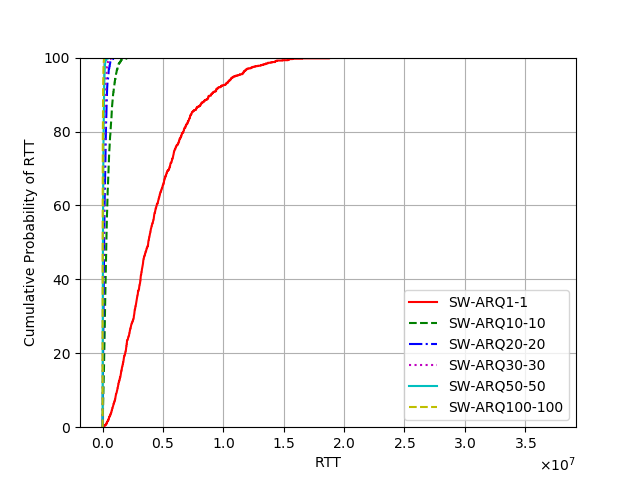 100
80
60
40
20
0
Cumulative Probability of RTT
SW-ARQ1-1
SW-ARQ10-10
SW-ARQ20-20
SW-ARQ30-30
SW-ARQ50-50
SW-ARQ100-100
0.0 0.5 1.0 1.5 2.0 2.5 3.0 3.5
RTT
×10⁷